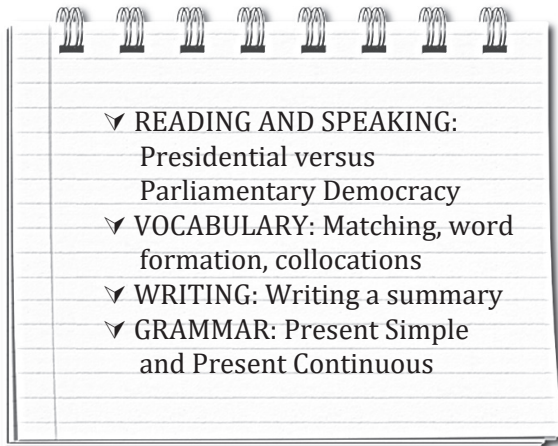 ⮛ READING AND SPEAKING:
Presidential versus
Parliamentary Democracy
⮛ VOCABULARY: Matching, word
formation, collocations
⮛ WRITING: Writing a summary
⮛ GRAMMAR: Present Simple
and Present Continuous